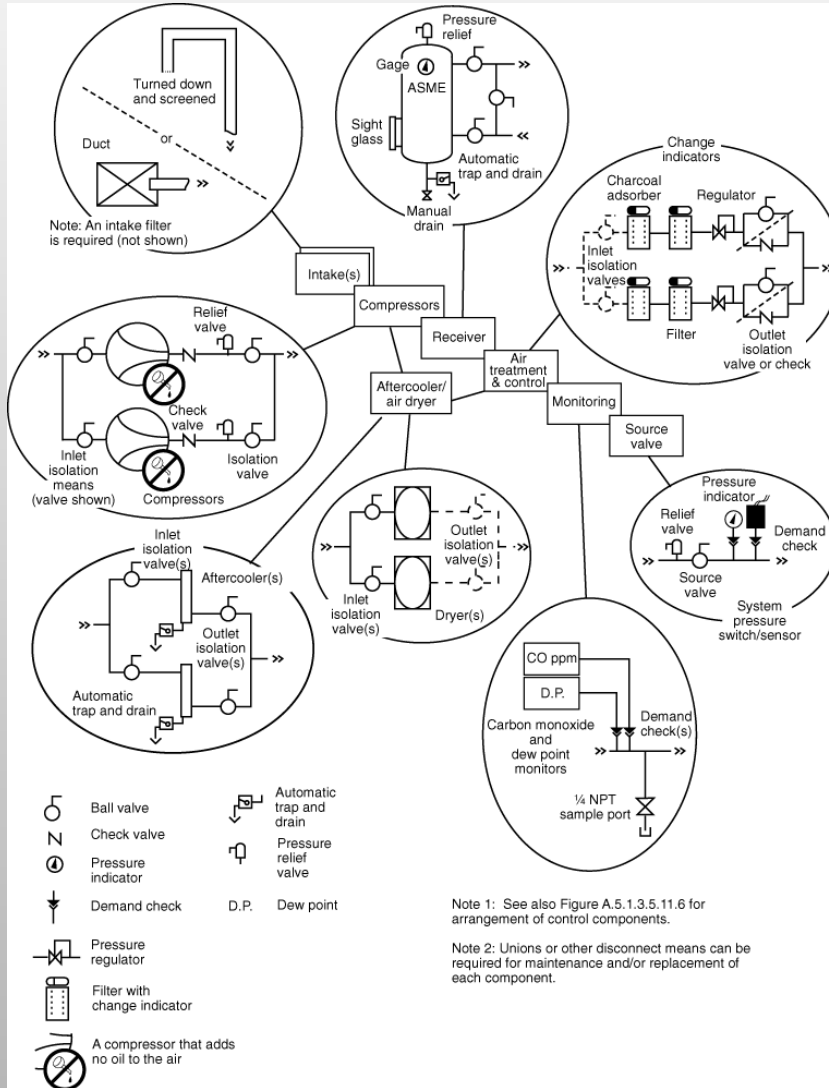 Turned down
and screened
or
Duct
Note: An intake filter
is required (not shown)
Pressure
relief
Gage
ASME
Sight
glass
Automatic
trap and drain
Manual
drain
Change
indicators
Charcoal
adsorber
Regulator
Inlet
isolation
valves
Filter
Outlet
isolation
valve or check
Intake(s)
Compressors
Receiver
Air
treatment
& control
Aftercooler/
air dryer
Monitoring
Source
valve
Relief
valve
Check
valve
Inlet
isolation
means
(valve shown)
Compressors
Isolation
valve
Inlet
isolation
valve(s)
Aftercooler(s)
Outlet
isolation
valve(s)
Automatic
trap and drain
Outlet
isolation
valve(s)
Inlet
isolation
valve(s)
Dryer(s)
Pressure
indicator
Relief
valve
Demand
check
Source
valve
System
pressure
switch/sensor
CO ppm
D.P.
Carbon monoxide
and
dew point
monitors
Demand
check(s)
¼ NPT
sample port
Ball valve
Check valve
Pressure
indicator
Demand check
Pressure
regulator
Filter with
change indicator
A compressor that adds
no oil to the air
Automatic
trap and
drain
Pressure
relief
valve
D.P. Dew point
Note 1: See also Figure A.5.1.3.5.11.6 for
arrangement of control components.
Note 2: Unions or other disconnect means can be
required for maintenance and/or replacement of
each component.